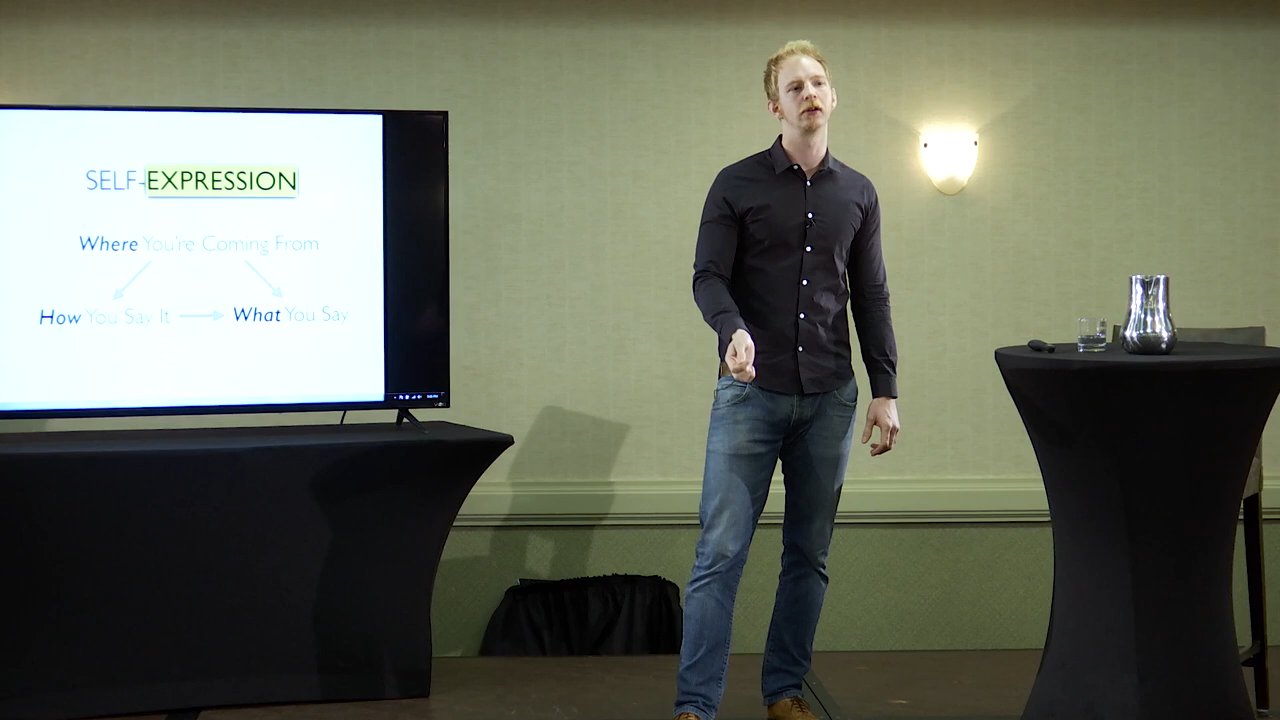 SELF-EXPRESSION
Where You're Coming From
How You Say It
What You Say